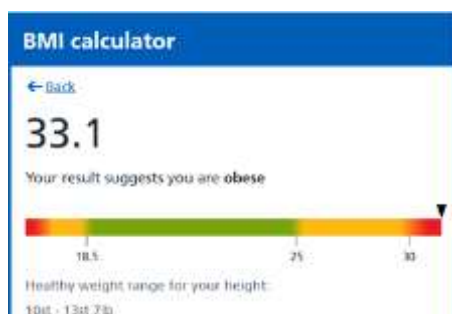 BMI calculator
Back
33.1
Your result suggests you are obese
18.5 25 30
Healthy weight range for your height:
10st - 13st 7lb